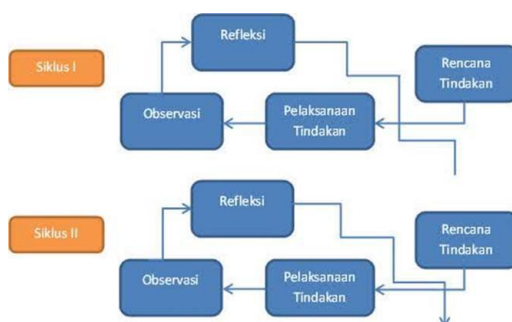 Refleksi
Siklus I
Rencana
Tindakan
Observasi
Pelaksanaan
Tindakan
Refleksi
Siklus II
Rencana
Tindakan
Observasi
Pelaksanaan
Tindakan